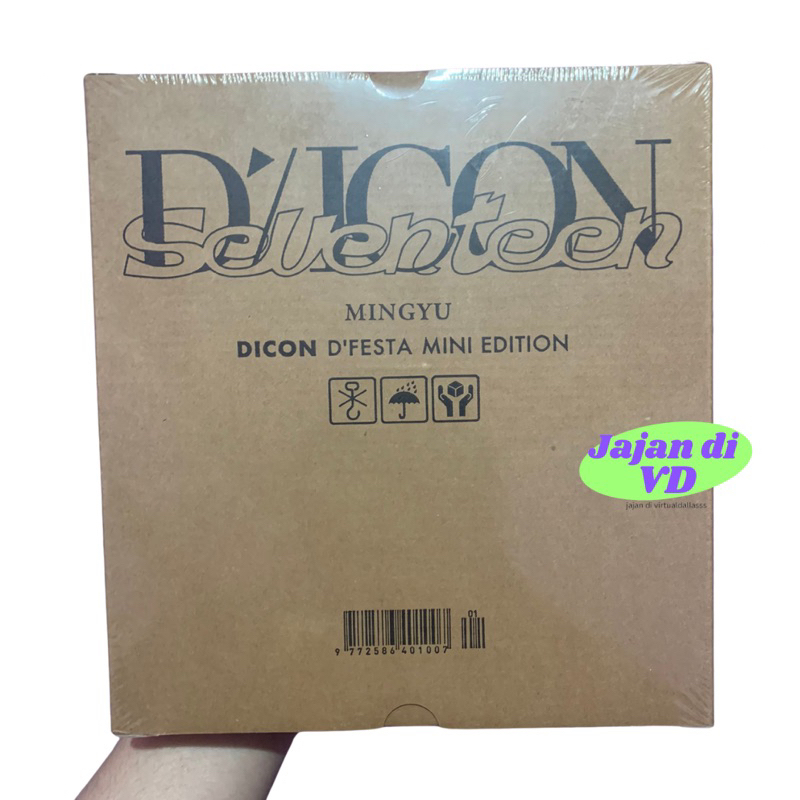 D'/ICON
Seventeen
MINGYU
DICON D'FESTA MINI EDITION
Jajan di
VD
jajan di virtualdallasss
01
9 772586 401007